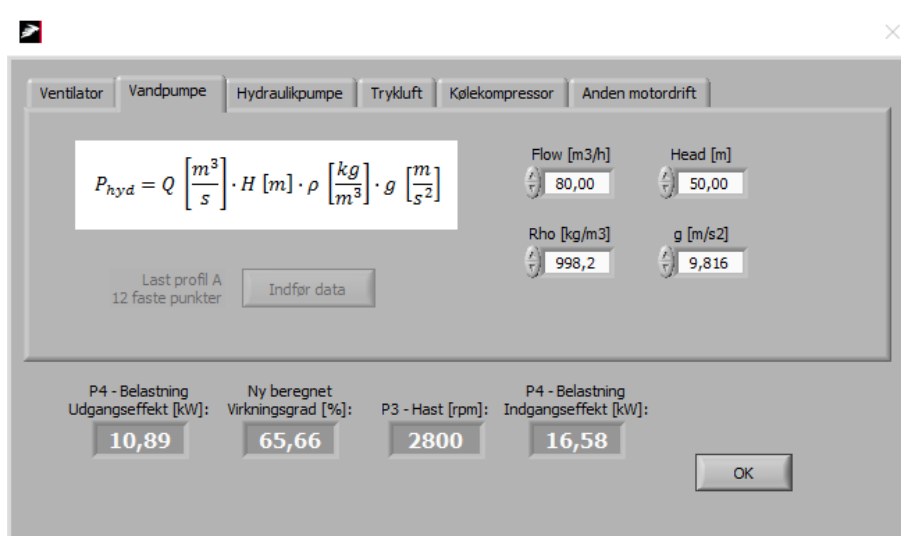 Ventilator Vandpumpe Hydraulikpumpe Trykluft Kølekompressor Anden motordrift
P_hyd = Q [m³/s] · H [m] · ρ [kg/m³] · g [m/s²]
Flow [m3/h] Head [m]
80,00 50,00
Rho [kg/m3] g [m/s2]
998,2 9,816
Last profil A
12 faste punkter
Indfør data
P4 - Belastning
Udgangseffekt [kW]:
10,89
Ny beregnet
Virkningsgrad [%]:
65,66
P3 - Hast [rpm]:
2800
P4 - Belastning
Indgangseffekt [kW]:
16,58
OK